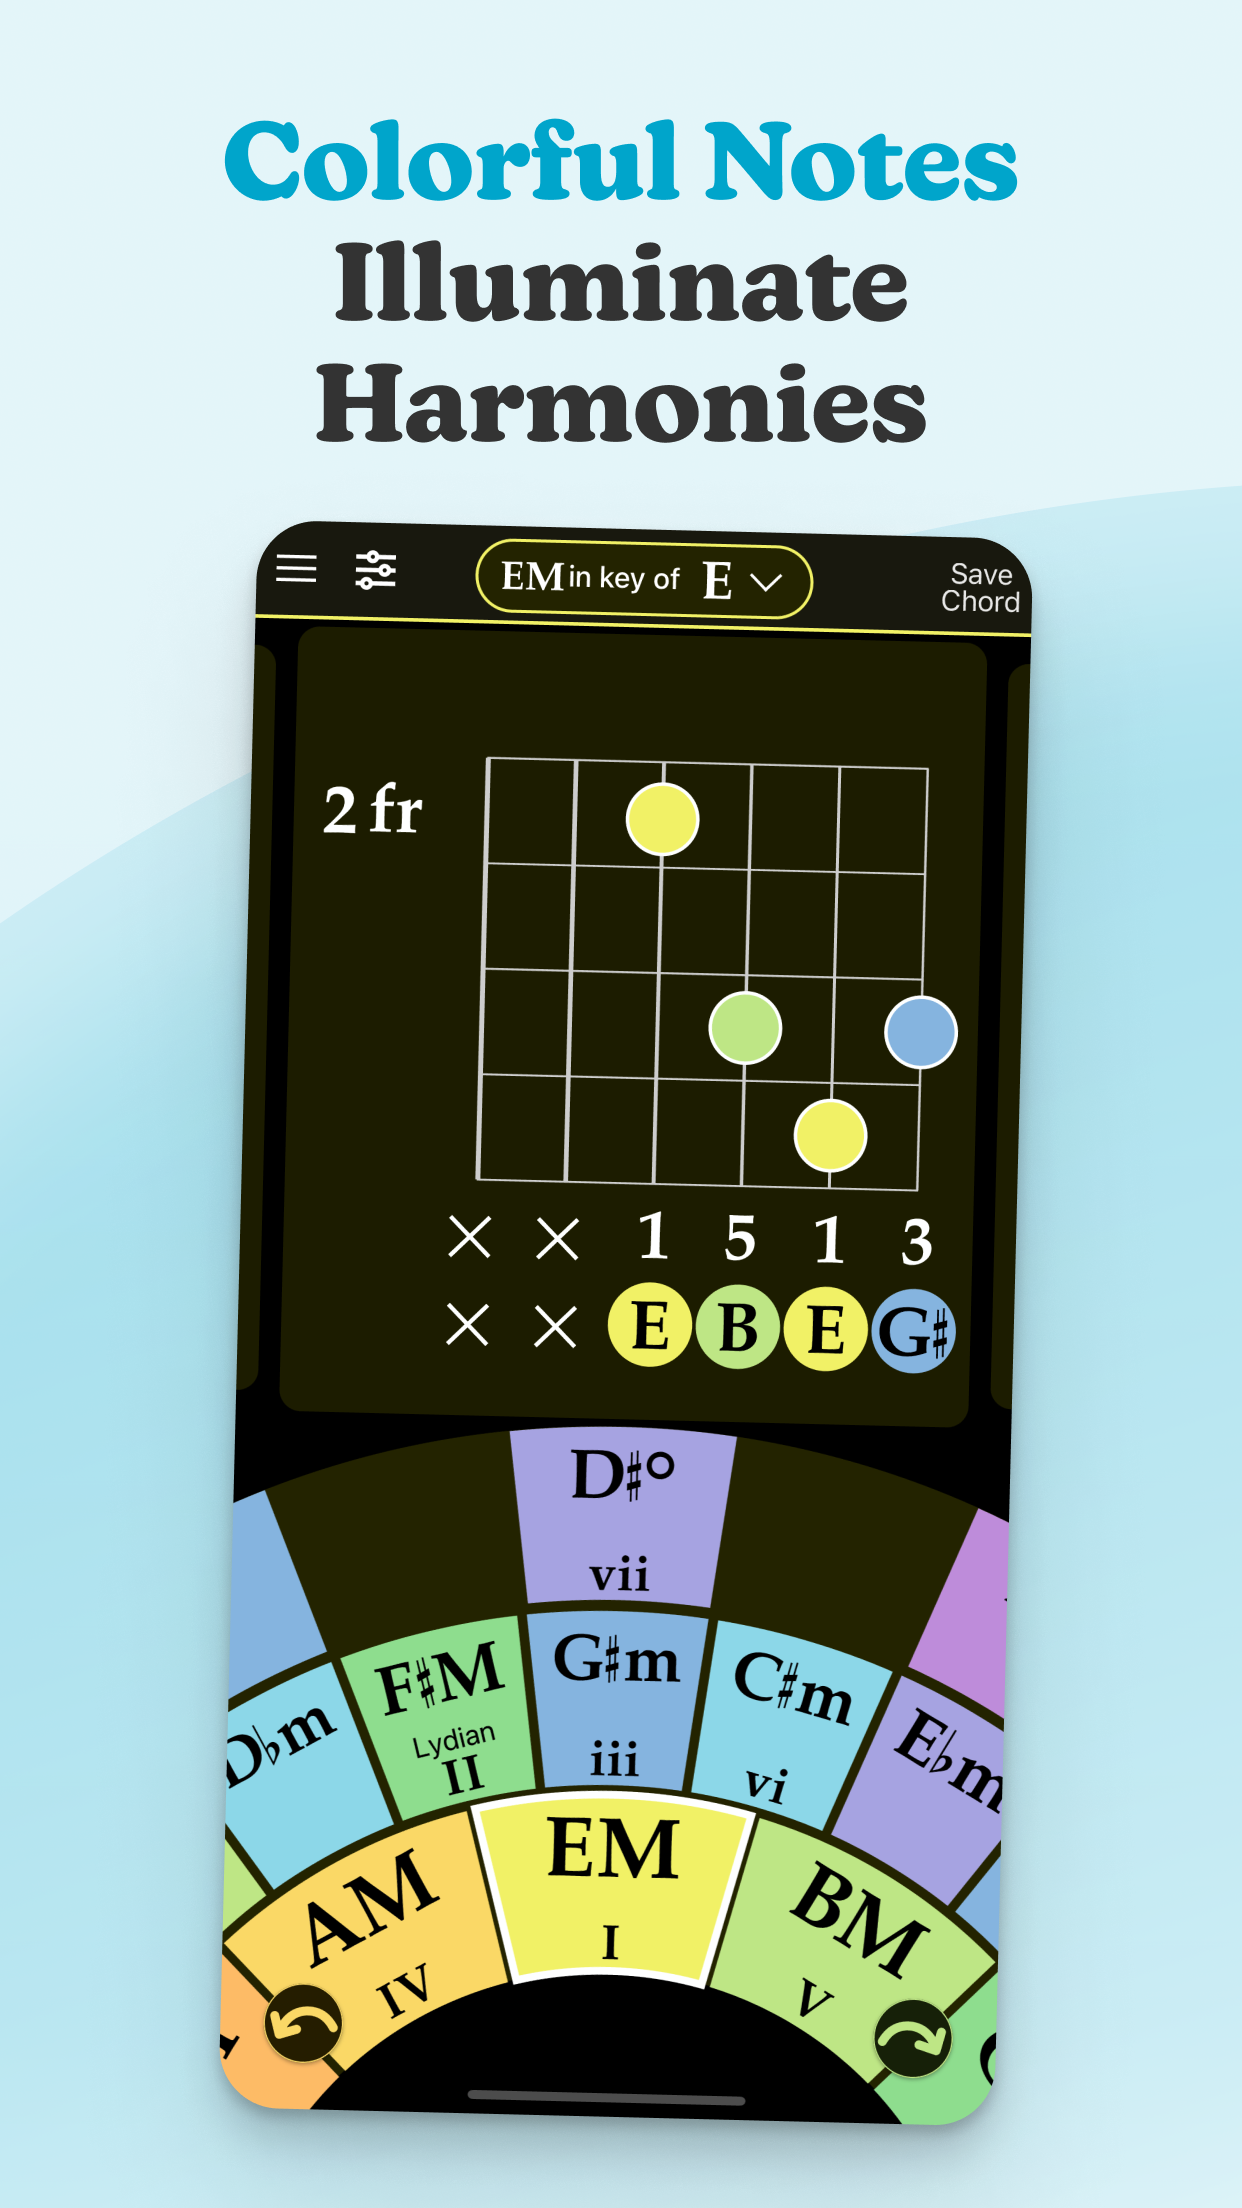 Colorful Notes
Illuminate
Harmonies
EM in key of E
Save
Chord
2 fr
× × 1 5 1 3
× × E B E G♯
D♯°
vii
F♯M
Lydian
II
G♯m
iii
C♯m
vi
D♭m
E♭m
AM
IV
EM
I
BM
V